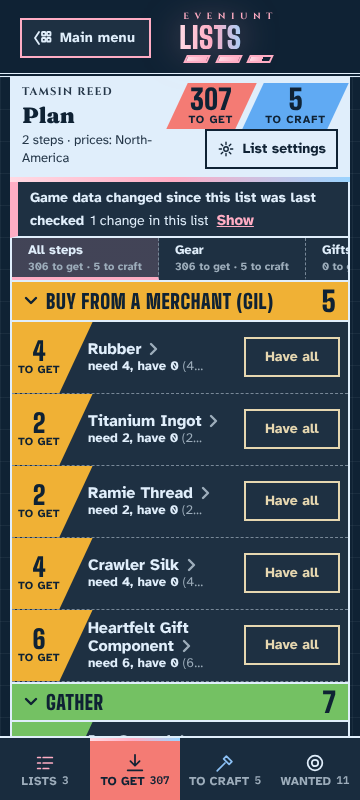 Main menu
EVENIUNT
LISTS
TAMSIN REED
Plan
2 steps · prices: North-
America
307
TO GET
5
TO CRAFT
List settings
Game data changed since this list was last
checked 1 change in this list Show
All steps
306 to get · 5 to craft
Gear
306 to get · 5 to craft
Gifts
0 to
BUY FROM A MERCHANT (GIL) 5
4
TO GET
Rubber
need 4, have 0 (4...
Have all
2
TO GET
Titanium Ingot
need 2, have 0 (2...
Have all
2
TO GET
Ramie Thread
need 2, have 0 (2...
Have all
4
TO GET
Crawler Silk
need 4, have 0 (4...
Have all
6
TO GET
Heartfelt Gift
Component
need 6, have 0 (6...
Have all
GATHER 7
LISTS 3
TO GET 307
TO CRAFT 5
WANTED 11